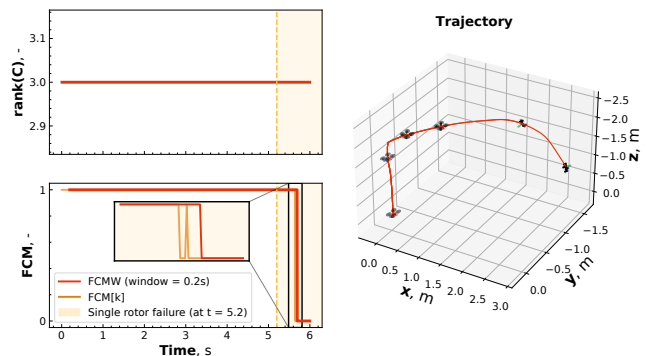 3.1
3.0
2.9
rank(C), -
1
0
FCM, -
FCMW (window = 0.2s)
FCM[k]
Single rotor failure (at t = 5.2)
0 1 2 3 4 5 6
Time, s
Trajectory
−2.5
−2.0
−1.5
−1.0
−0.5
0.0
z, m
−1.5
−1.0
−0.5
0.0
y, m
0.0 0.5 1.0 1.5 2.0 2.5 3.0
x, m